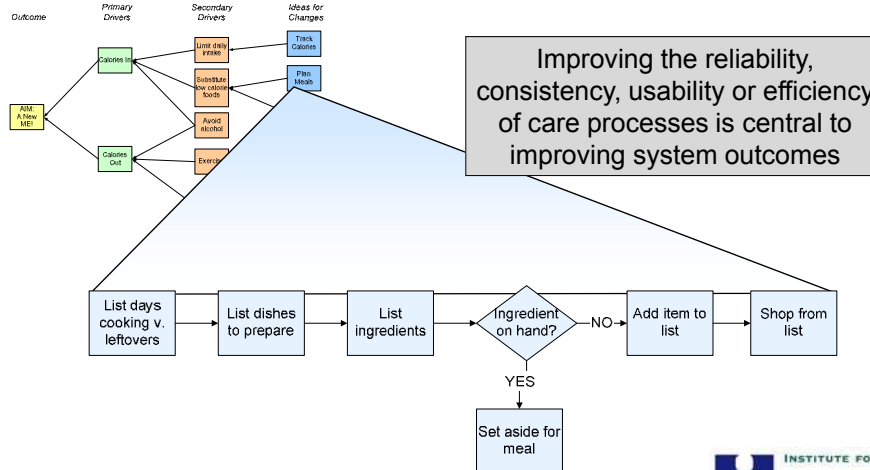 Outcome
Primary
Drivers
Secondary
Drivers
Ideas for
Changes
AIM:
A New
ME!
Calories In
Calories
Out
Limit daily
intake
Substitute
low calorie
foods
Avoid
alcohol
Exercis
Track
Calories
Plan
Meals
Improving the reliability,
consistency, usability or efficiency
of care processes is central to
improving system outcomes
List days
cooking v.
leftovers
List dishes
to prepare
List
ingredients
Ingredient
on hand?
NO
Add item to
list
Shop from
list
YES
Set aside for
meal
INSTITUTE FO